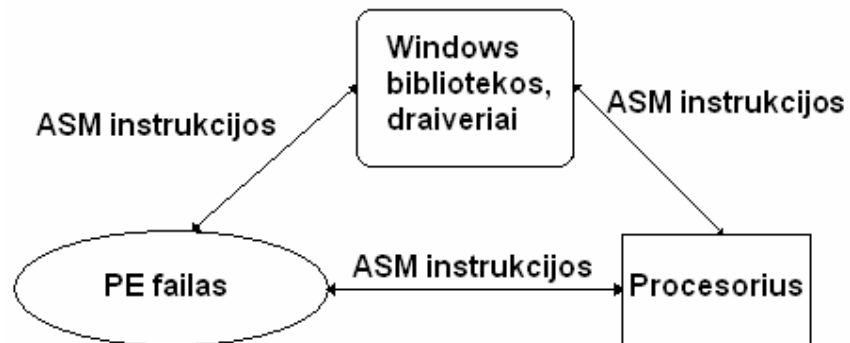 Windows
bibliotekos,
draiveriai
ASM instrukcijos
ASM instrukcijos
PE failas
ASM instrukcijos
Procesorius